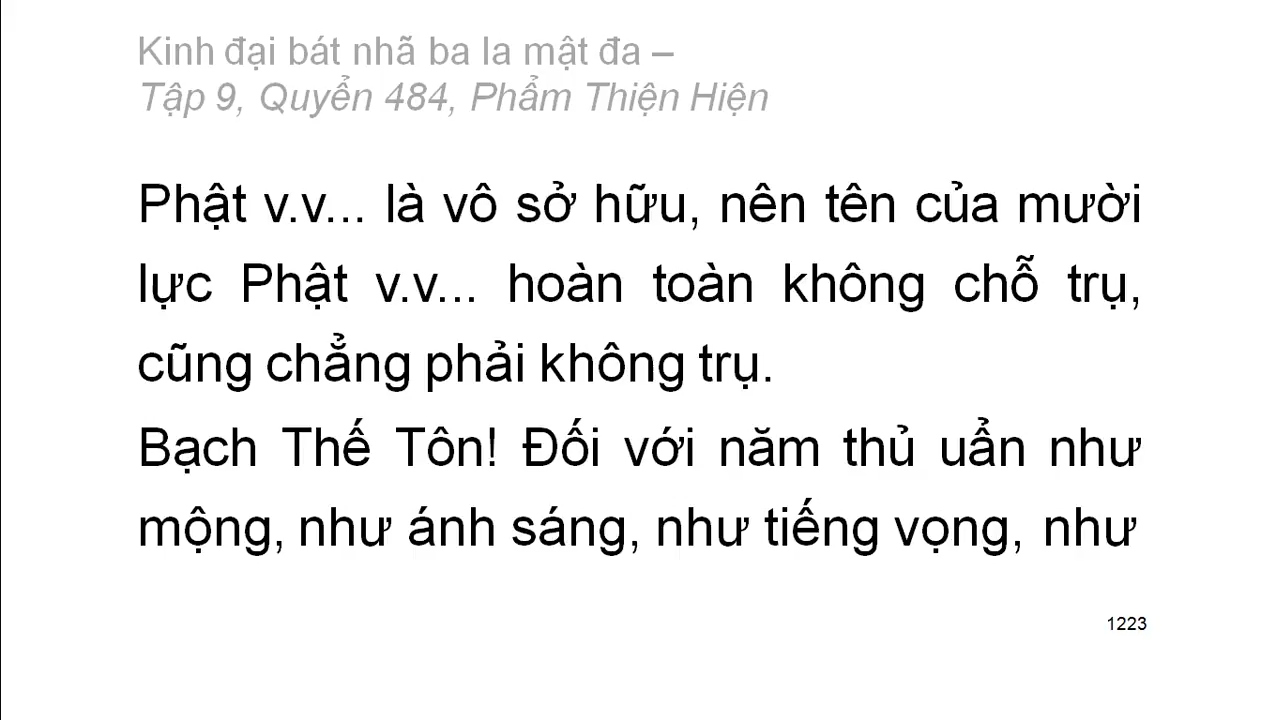 Kinh đại bát nhã ba la mật đa –
Tập 9, Quyển 484, Phẩm Thiện Hiện
Phật v.v... là vô sở hữu, nên tên của mười
lực Phật v.v... hoàn toàn không chỗ trụ,
cũng chẳng phải không trụ.
Bạch Thế Tôn! Đối với năm thủ uẩn như
mộng, như ánh sáng, như tiếng vọng, như
1223